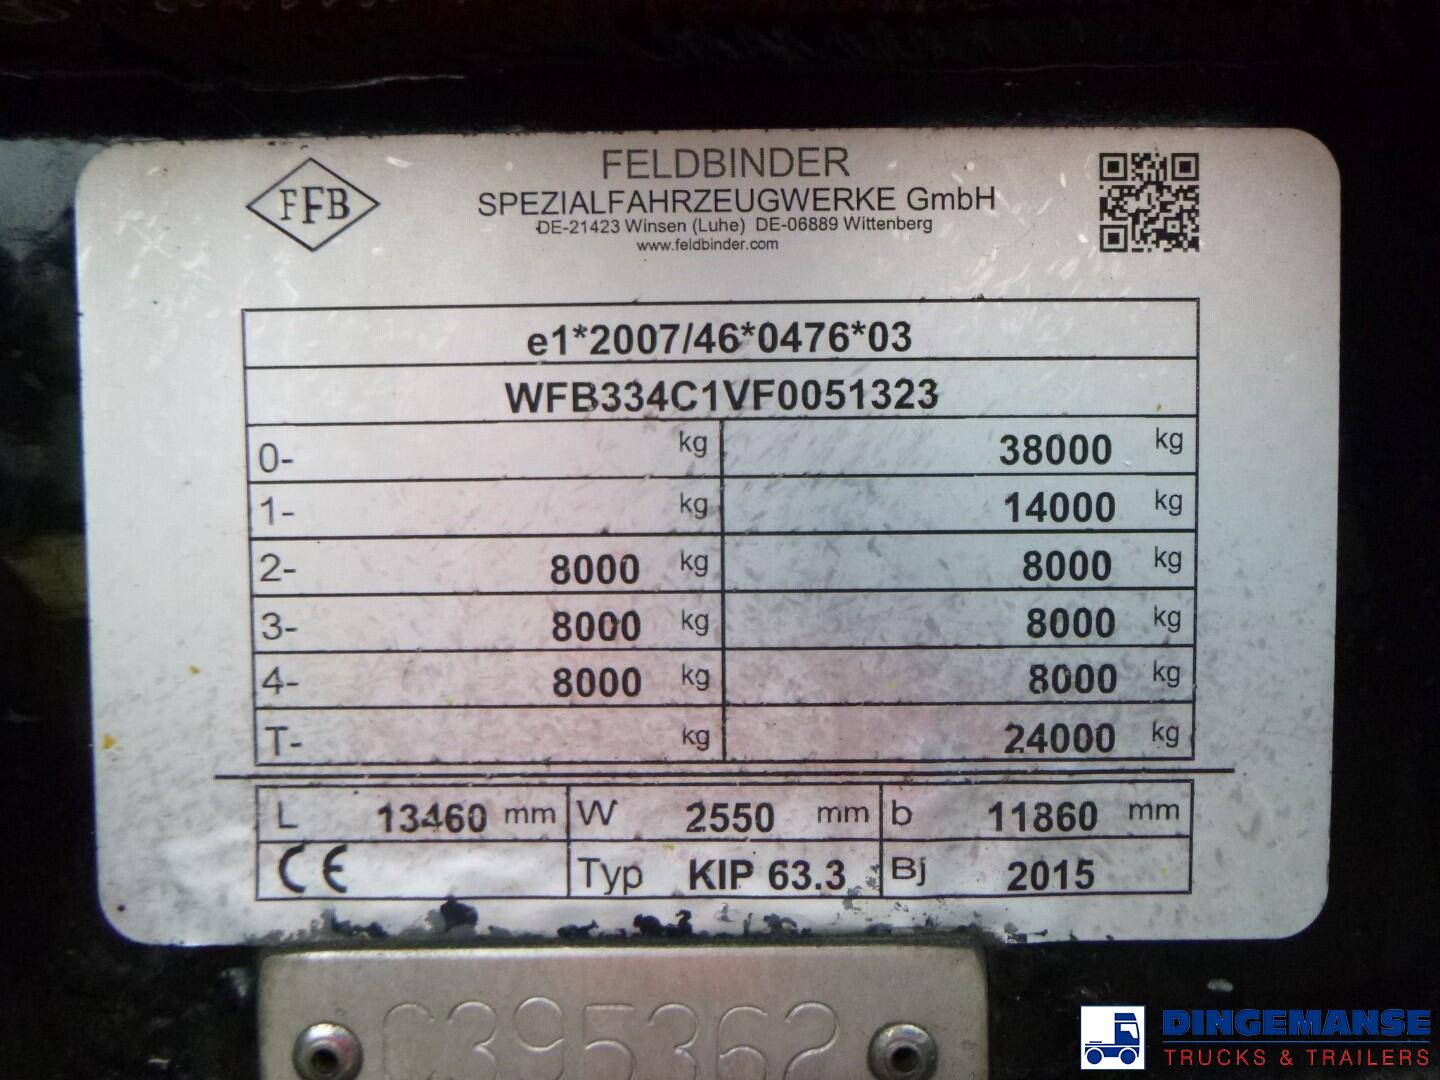 FFB
FELDBINDER
SPEZIALFAHRZEUGWERKE GmbH
DE-21423 Winsen (Luhe) DE-06889 Wittenberg
www.feldbinder.com
e1*2007/46*0476*03
WFB334C1VF0051323
0- kg 38000 kg
1- kg 14000 kg
2- 8000 kg 8000 kg
3- 8000 kg 8000 kg
4- 8000 kg 8000 kg
T- kg 24000 kg
L 13460 mm W 2550 mm b 11860 mm
CE Typ KIP 63.3 Bj 2015
C395362
DINGEMANSE
TRUCKS & TRAILERS